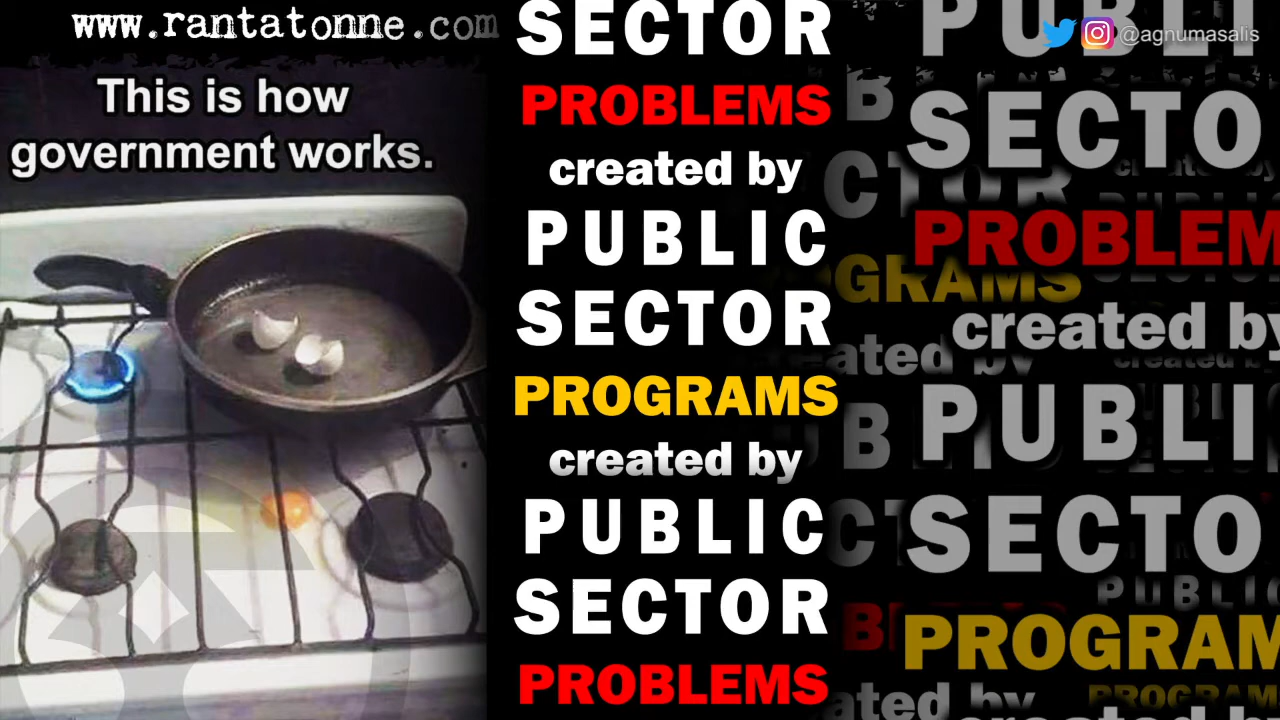 www.rantatonne.com
This is how
government works.
SECTOR
PROBLEMS
created by
PUBLIC
SECTOR
PROGRAMS
created by
PUBLIC
SECTOR
PROBLEMS
@agnumasalis
PUBLI
SECTO
PROBLEM
created by
PUBLI
SECTO
PROGRAM